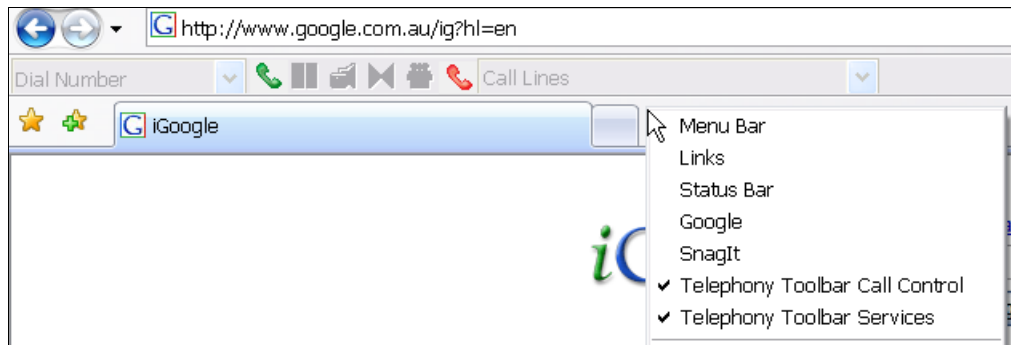 http://www.google.com.au/ig?hl=en
Dial Number Call Lines
iGoogle
Menu Bar
Links
Status Bar
Google
SnagIt
Telephony Toolbar Call Control
Telephony Toolbar Services